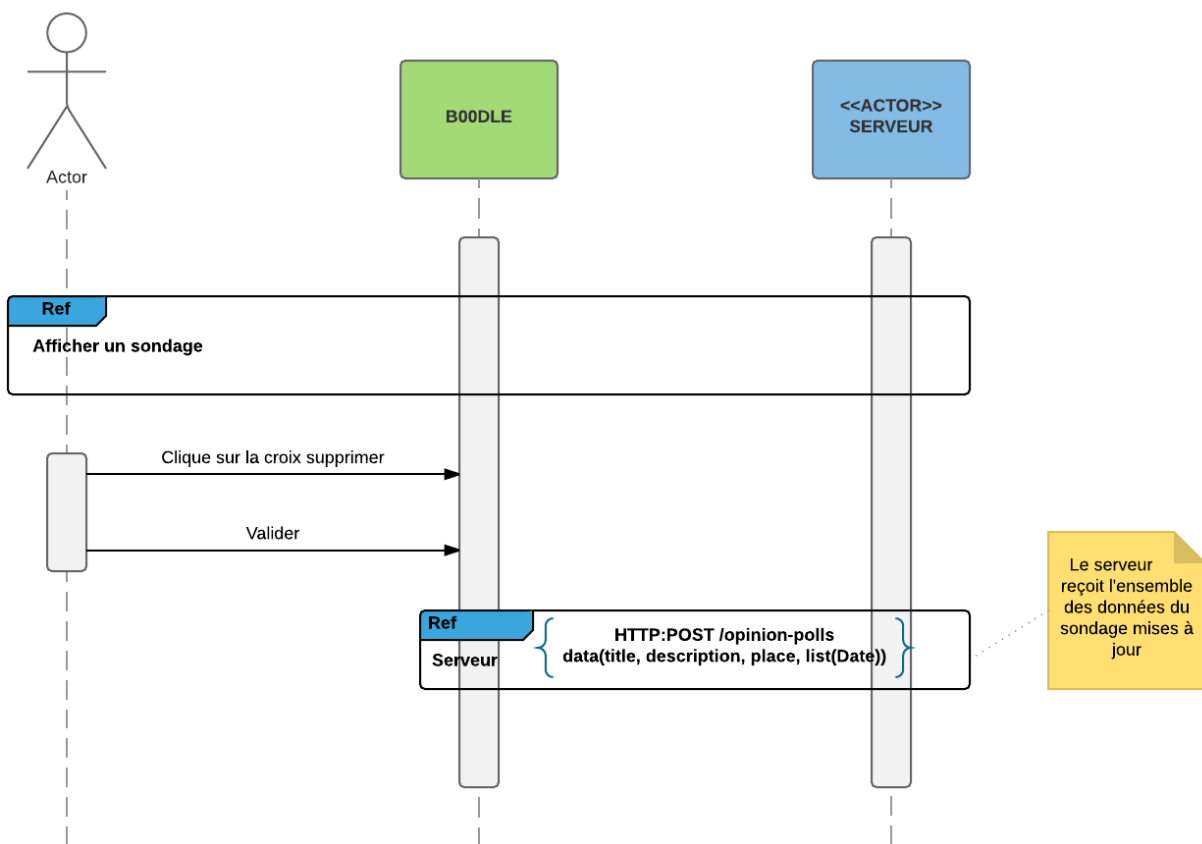 Actor
B00DLE
<<ACTOR>>
SERVEUR
Ref
Afficher un sondage
Clique sur la croix supprimer
Valider
Ref
Serveur
HTTP:POST /opinion-polls
data(title, description, place, list(Date))
Le serveur
reçoit l'ensemble
des données du
sondage mises à
jour